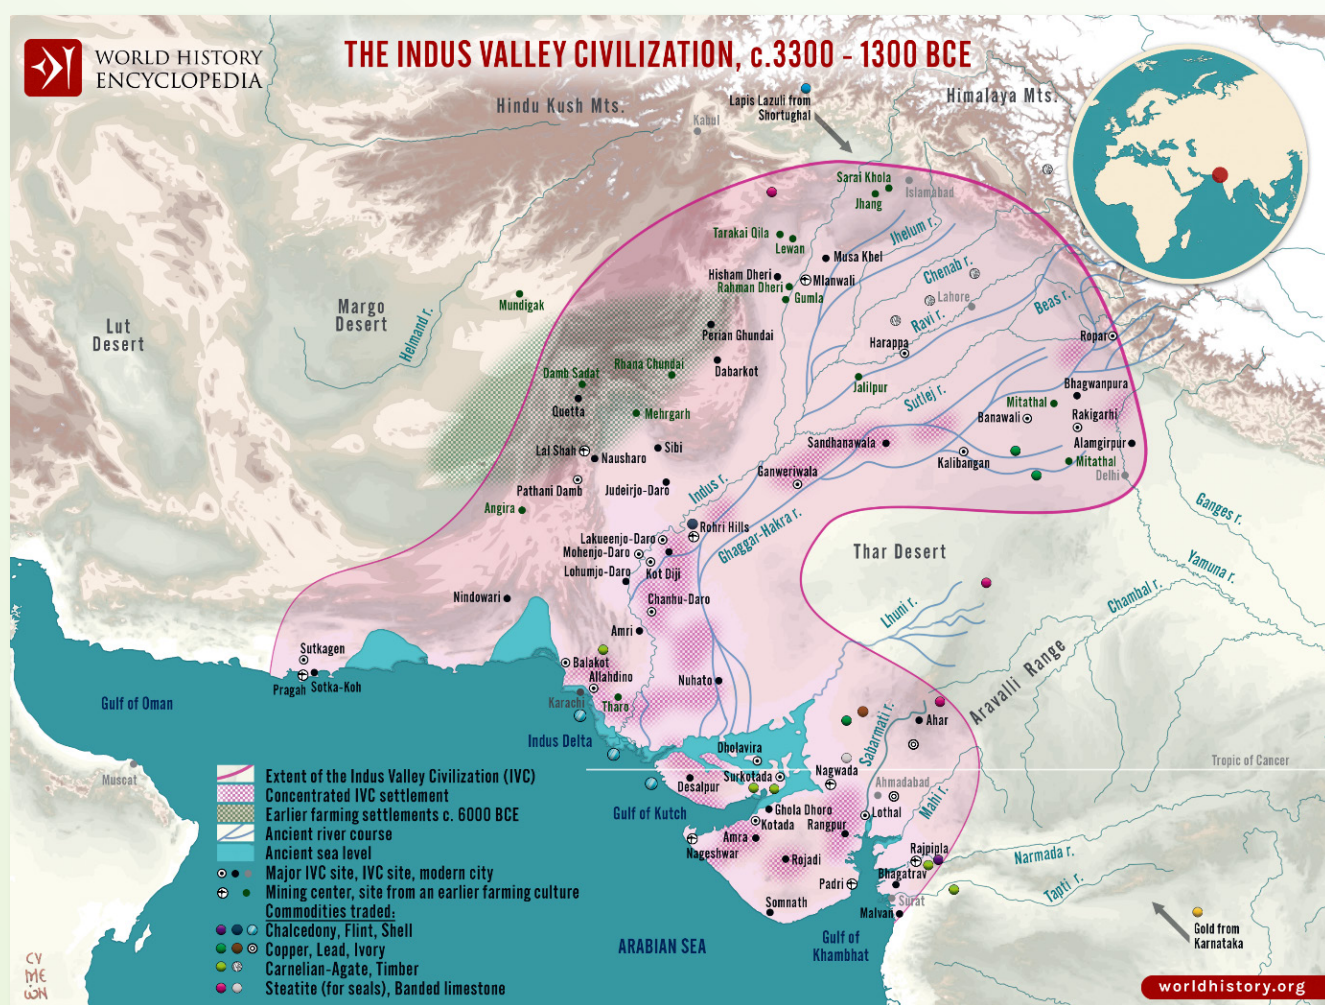 WORLD HISTORY
ENCYCLOPEDIA
THE INDUS VALLEY CIVILIZATION, c.3300 - 1300 BCE
Hindu Kush Mts.
Lapis Lazuli from
Shortughal
Himalaya Mts.
Kabul
Sarai Khola
Islamabad
Jhang
Jhelum r.
Tarakai Qila
Lewan
Musa Khel
Chenab r.
Hisham Dheri
Mianwali
Rahman Dheri
Gumla
Lahore
Beas r.
Mundigak
Margo
Desert
Lut
Desert
Helmand r.
Ravi r.
Perian Ghundai
Harappa
Ropar
Rhana Chundai
Dabarkot
Damb Sadat
Jalilpur
Bhagwanpura
Sutlej r.
Quetta
Mehrgarh
Mitathal
Banawali
Rakigarhi
Lal Shah
Sibi
Sandhanawala
Alamgirpur
Nausharo
Kalibangan
Mitathal
Ganweriwala
Delhi
Pathani Damb
Judeirjo-Daro
Indus r.
Angira
Ganges r.
Rohri Hills
Ghaggar-Hakra r.
Lakueenjo-Daro
Mohenjo-Daro
Thar Desert
Yamuna r.
Lohumjo-Daro
Kot Diji
Chambal r.
Nindowari
Chanhu-Daro
Lhuni r.
Amri
Sutkagen
Aravalli Range
Balakot
Pragah
Sotka-Koh
Allahdino
Nuhato
Gulf of Oman
Karachi
Tharo
Ahar
Sabarmati r.
Indus Delta
Dholavira
Muscat
Tropic of Cancer
Surkotada
Nagwada
Desalpur
Ahmadabad
Mahi r.
Gulf of Kutch
Ghola Dhoro
Lothal
Kotada
Rangpur
Amra
Nageshwar
Rajpipla
Narmada r.
Rojadi
Bhagatrav
Padri
Tapti r.
Surat
Somnath
Malvan
Gold from
Karnataka
Gulf of
Khambhat
ARABIAN SEA
Extent of the Indus Valley Civilization (IVC)
Concentrated IVC settlement
Earlier farming settlements c. 6000 BCE
Ancient river course
Ancient sea level
Major IVC site, IVC site, modern city
Mining center, site from an earlier farming culture
Commodities traded:
Chalcedony, Flint, Shell
Copper, Lead, Ivory
Carnelian-Agate, Timber
Steatite (for seals), Banded limestone
worldhistory.org